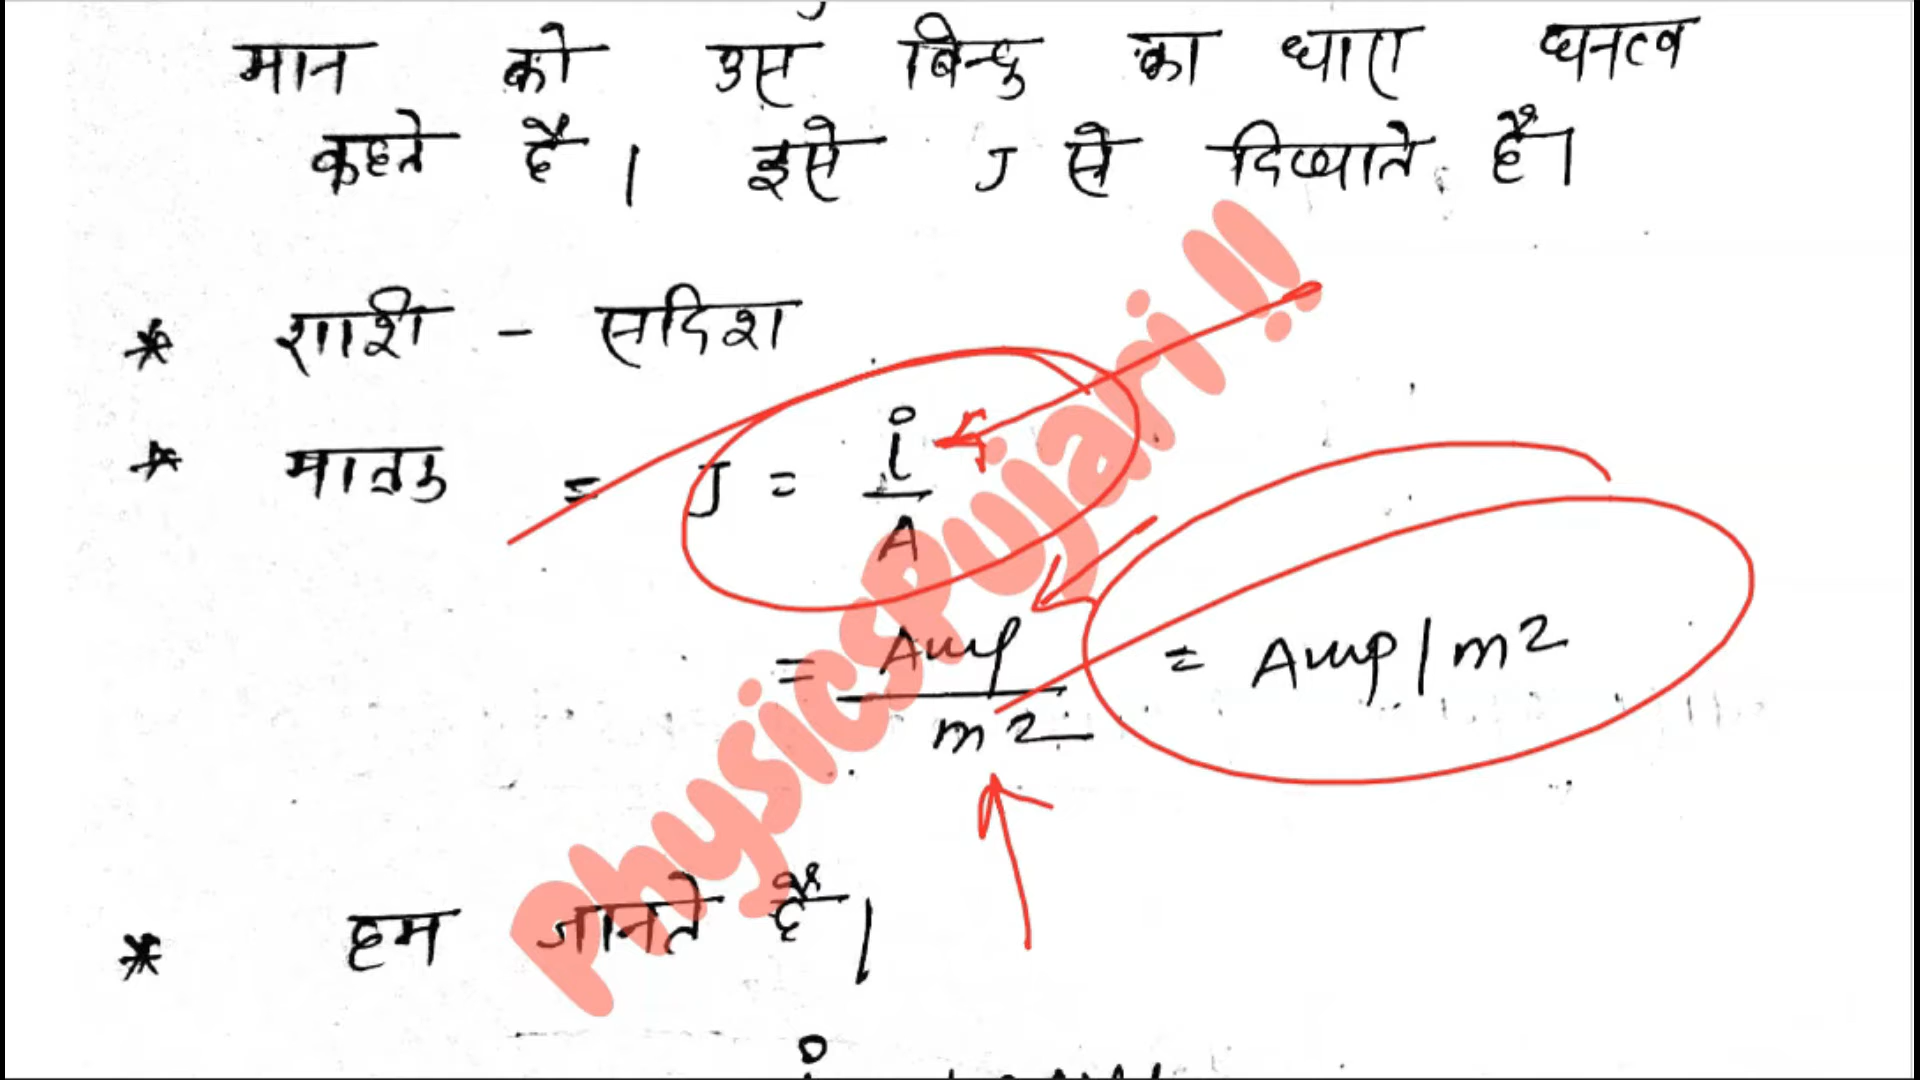 मान को उस बिन्दु का धारा घनत्व
कहते है। इसे J से दिखाते हैं।
* राशी - सदिश
* मात्रक = J = i / A
= Amp / m2 = Amp/m2
* हम जानते हैं।
PhysicsPujari !!